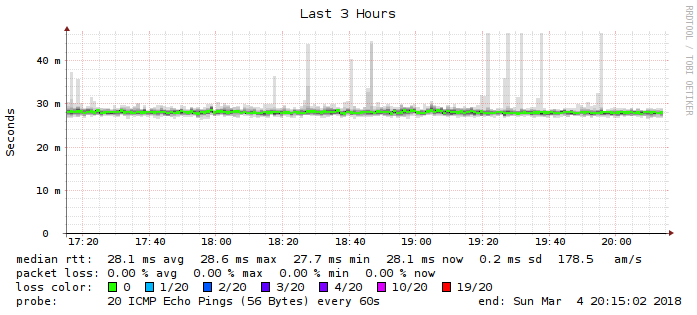 Last 3 Hours
RRDTOOL / TOBI OETIKER
Seconds
40 m
30 m
20 m
10 m
0
17:20 17:40 18:00 18:20 18:40 19:00 19:20 19:40 20:00
median rtt: 28.1 ms avg 28.6 ms max 27.7 ms min 28.1 ms now 0.2 ms sd 178.5 am/s
packet loss: 0.00 % avg 0.00 % max 0.00 % min 0.00 % now
loss color: 0 1/20 2/20 3/20 4/20 10/20 19/20
probe: 20 ICMP Echo Pings (56 Bytes) every 60s end: Sun Mar 4 20:15:02 2018